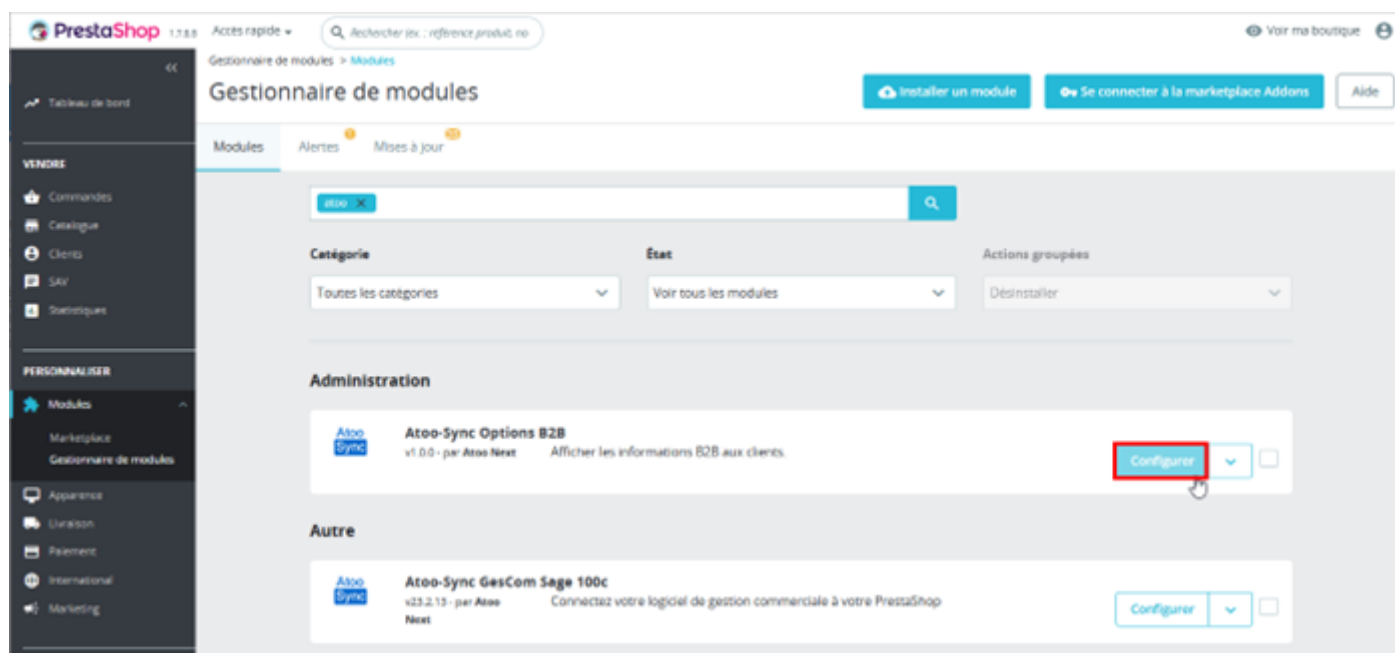 PrestaShop 1.7.8.8 Accès rapide Rechercher (ex. : référence produit, no
Voir ma boutique
Gestionnaire de modules > Modules
Gestionnaire de modules
Installer un module
Se connecter à la marketplace Addons
Aide
Modules Alertes Mises à jour
Tableau de bord
VENDRE
Commandes
Catalogue
Clients
SAV
Statistiques
PERSONNALISER
Modules
Marketplace
Gestionnaire de modules
Apparence
Livraison
Paiement
International
Marketing
atoo
Catégorie État Actions groupées
Toutes les catégories Voir tous les modules Désinstaller
Administration
Atoo
Sync
Atoo-Sync Options B2B
v1.0.0 - par Atoo Next Afficher les informations B2B aux clients.
Configurer
Autre
Atoo
Sync
Atoo-Sync GesCom Sage 100c
v23.2.13 - par Atoo Connectez votre logiciel de gestion commerciale à votre PrestaShop
Next
Configurer